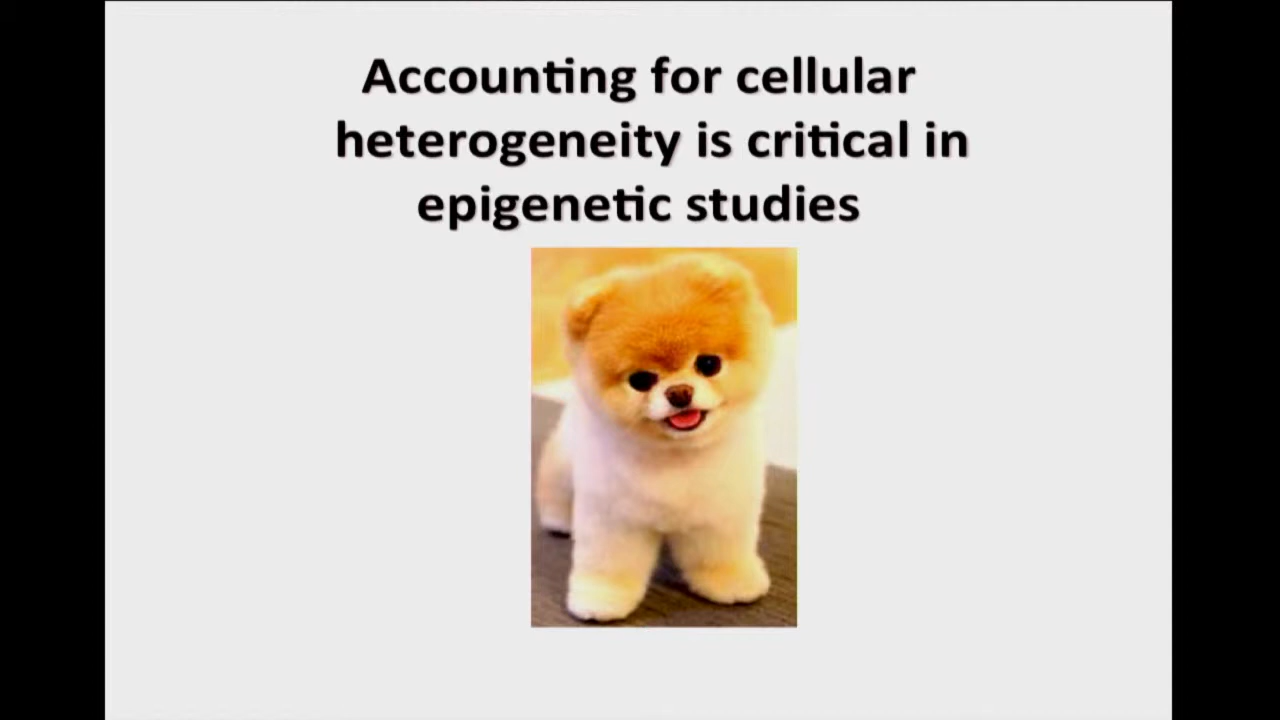 Accounting for cellular
heterogeneity is critical in
epigenetic studies